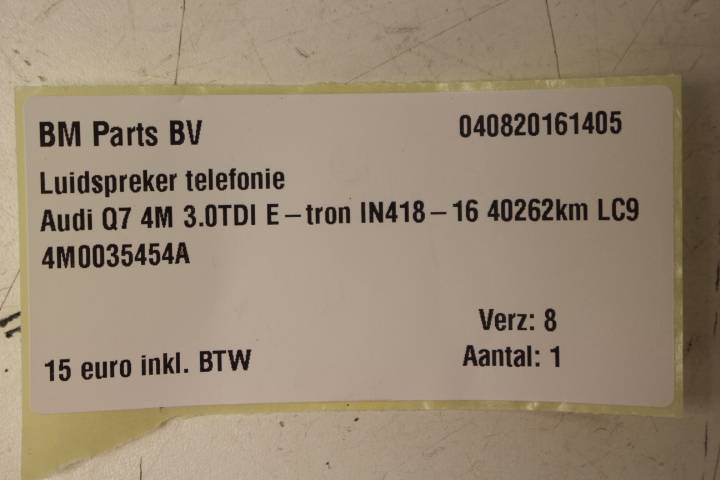 BM Parts BV 040820161405
Luidspreker telefonie
Audi Q7 4M 3.0TDI E-tron IN418-16 40262km LC9
4M0035454A
Verz: 8
15 euro inkl. BTW Aantal: 1